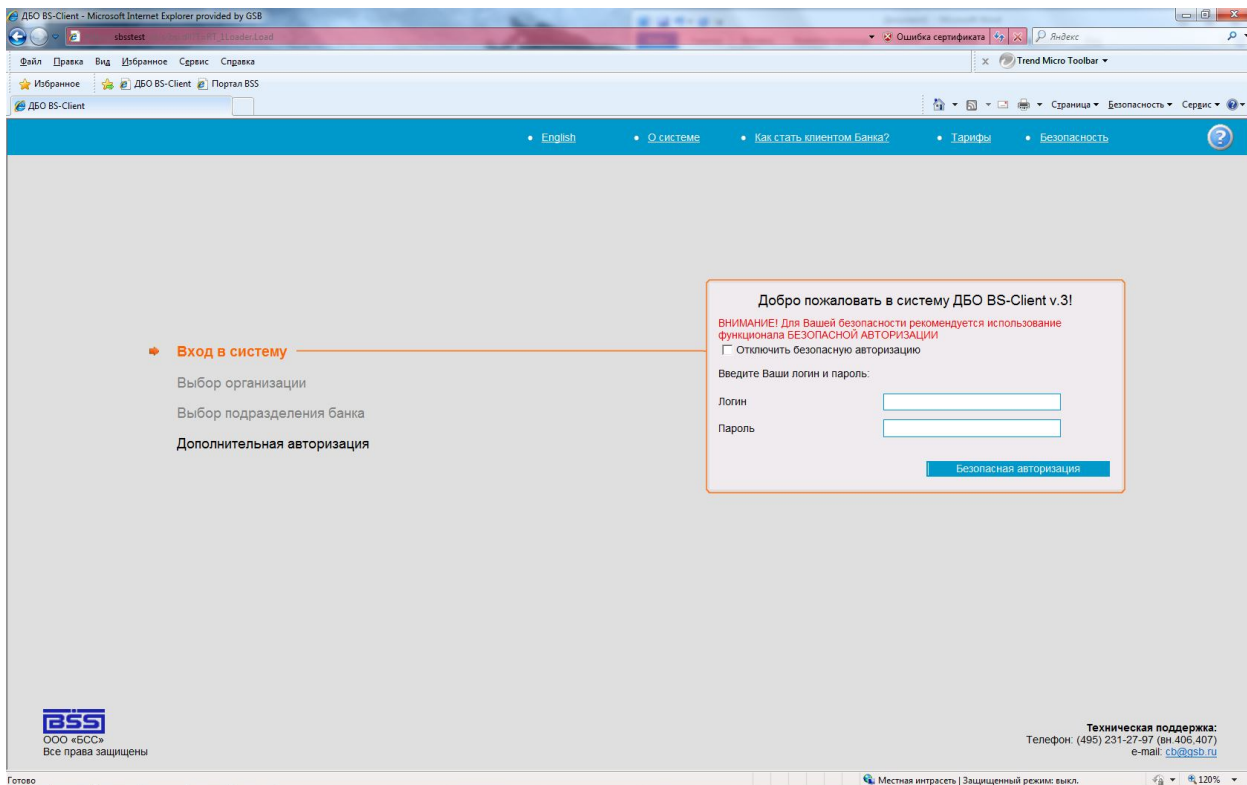 ДБО BS-Client - Microsoft Internet Explorer provided by GSB
sbsstest
Ошибка сертификата
Яндекс
Файл Правка Вид Избранное Сервис Справка
x Trend Micro Toolbar
Избранное ДБО BS-Client Портал BSS
ДБО BS-Client
Страница Безопасность Сервис
English О системе Как стать клиентом Банка? Тарифы Безопасность
Добро пожаловать в систему ДБО BS-Client v.3!
ВНИМАНИЕ! Для Вашей безопасности рекомендуется использование
функционала БЕЗОПАСНОЙ АВТОРИЗАЦИИ
Отключить безопасную авторизацию
Введите Ваши логин и пароль:
Логин
Пароль
Безопасная авторизация
Вход в систему
Выбор организации
Выбор подразделения банка
Дополнительная авторизация
BSS
ООО «БСС»
Все права защищены
Техническая поддержка:
Телефон: (495) 231-27-97 (вн.406,407)
e-mail: cb@gsb.ru
Готово
Местная интрасеть | Защищенный режим: выкл.
120%